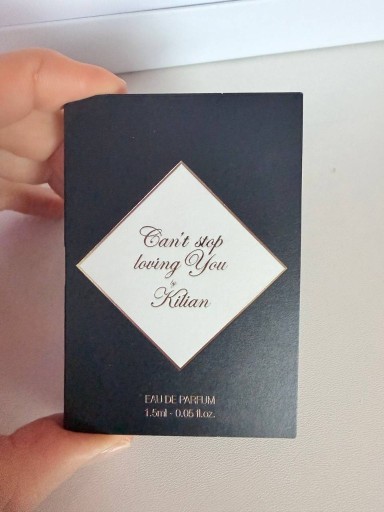 Can't stop
loving You
by
Kilian
EAU DE PARFUM
1.5ml - 0.05 fl.oz.